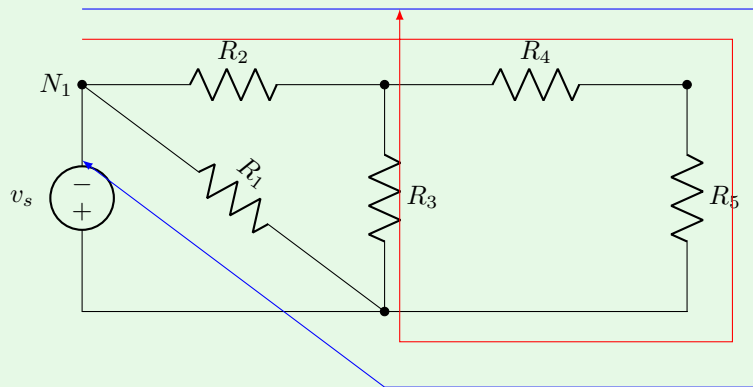 R₂
R₄
N₁
R₁
−
+
vₛ
R₃
R₅